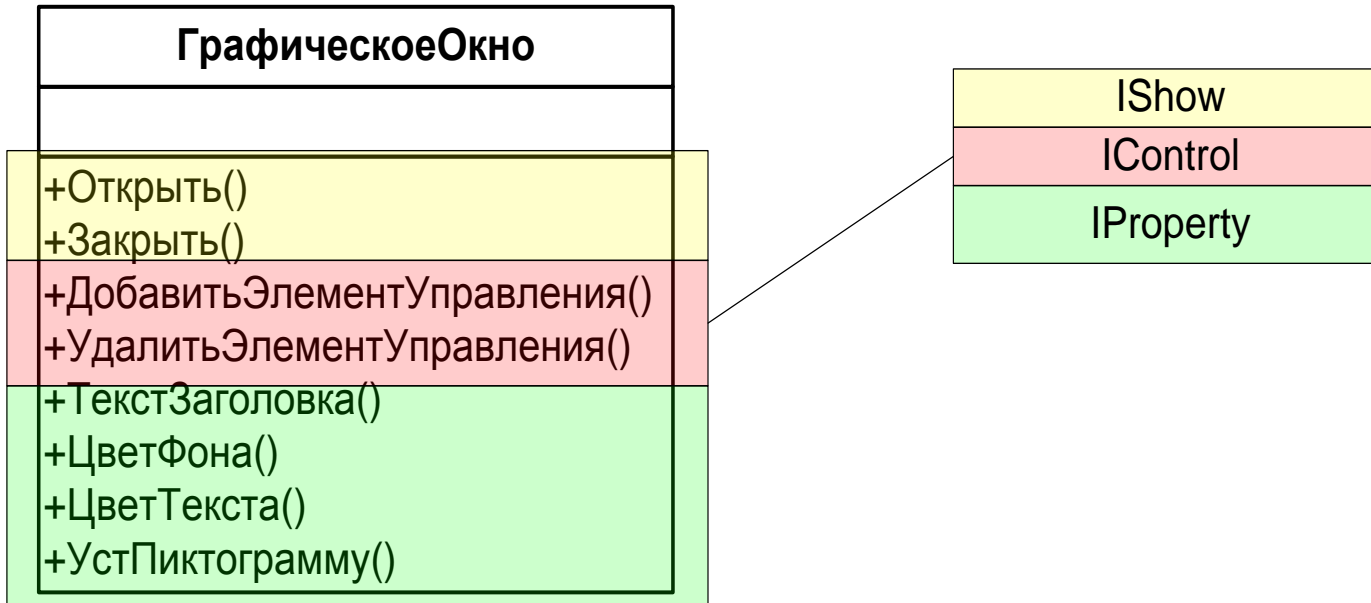 ГрафическоеОкно
+Открыть()
+Закрыть()
+ДобавитьЭлементУправления()
+УдалитьЭлементУправления()
+ТекстЗаголовка()
+ЦветФона()
+ЦветТекста()
+УстПиктограмму()
IShow
IControl
IProperty